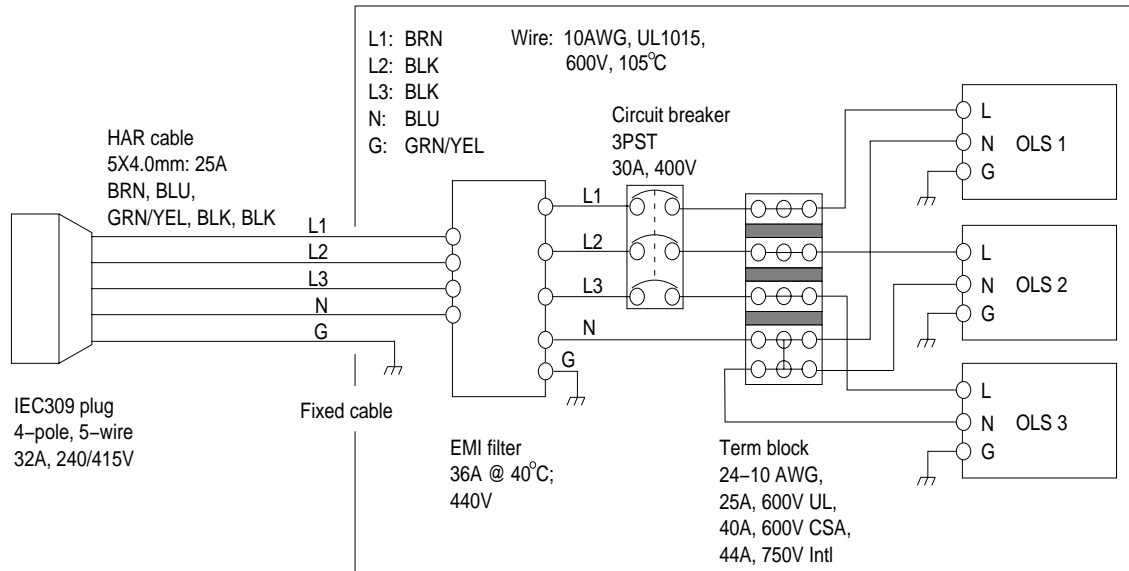 L1: BRN
L2: BLK
L3: BLK
N: BLU
G: GRN/YEL
Wire: 10AWG, UL1015,
600V, 105°C
HAR cable
5X4.0mm: 25A
BRN, BLU,
GRN/YEL, BLK, BLK
Circuit breaker
3PST
30A, 400V
L1
L2
L3
N
G
L1
L2
L3
N
G
L
N
G
OLS 1
L
N
G
OLS 2
L
N
G
OLS 3
IEC309 plug
4–pole, 5–wire
32A, 240/415V
Fixed cable
EMI filter
36A @ 40°C;
440V
Term block
24–10 AWG,
25A, 600V UL,
40A, 600V CSA,
44A, 750V Intl